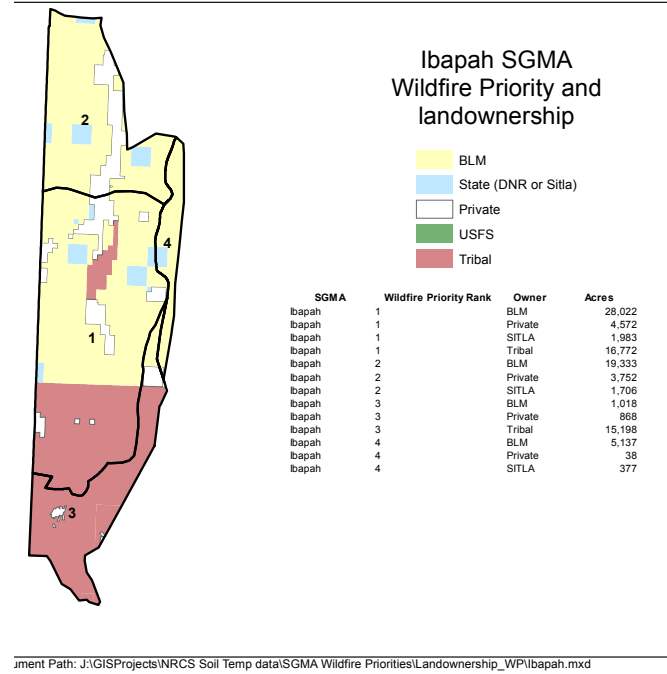 Ibapah SGMA
Wildfire Priority and
landownership
BLM
State (DNR or Sitla)
Private
USFS
Tribal
2
4
1
3
SGMA Wildfire Priority Rank Owner Acres
Ibapah 1 BLM 28,022
Ibapah 1 Private 4,572
Ibapah 1 SITLA 1,983
Ibapah 1 Tribal 16,772
Ibapah 2 BLM 19,333
Ibapah 2 Private 3,752
Ibapah 2 SITLA 1,706
Ibapah 3 BLM 1,018
Ibapah 3 Private 868
Ibapah 3 Tribal 15,198
Ibapah 4 BLM 5,137
Ibapah 4 Private 38
Ibapah 4 SITLA 377
ument Path: J:\GISProjects\NRCS Soil Temp data\SGMA Wildfire Priorities\Landownership_WP\Ibapah.mxd